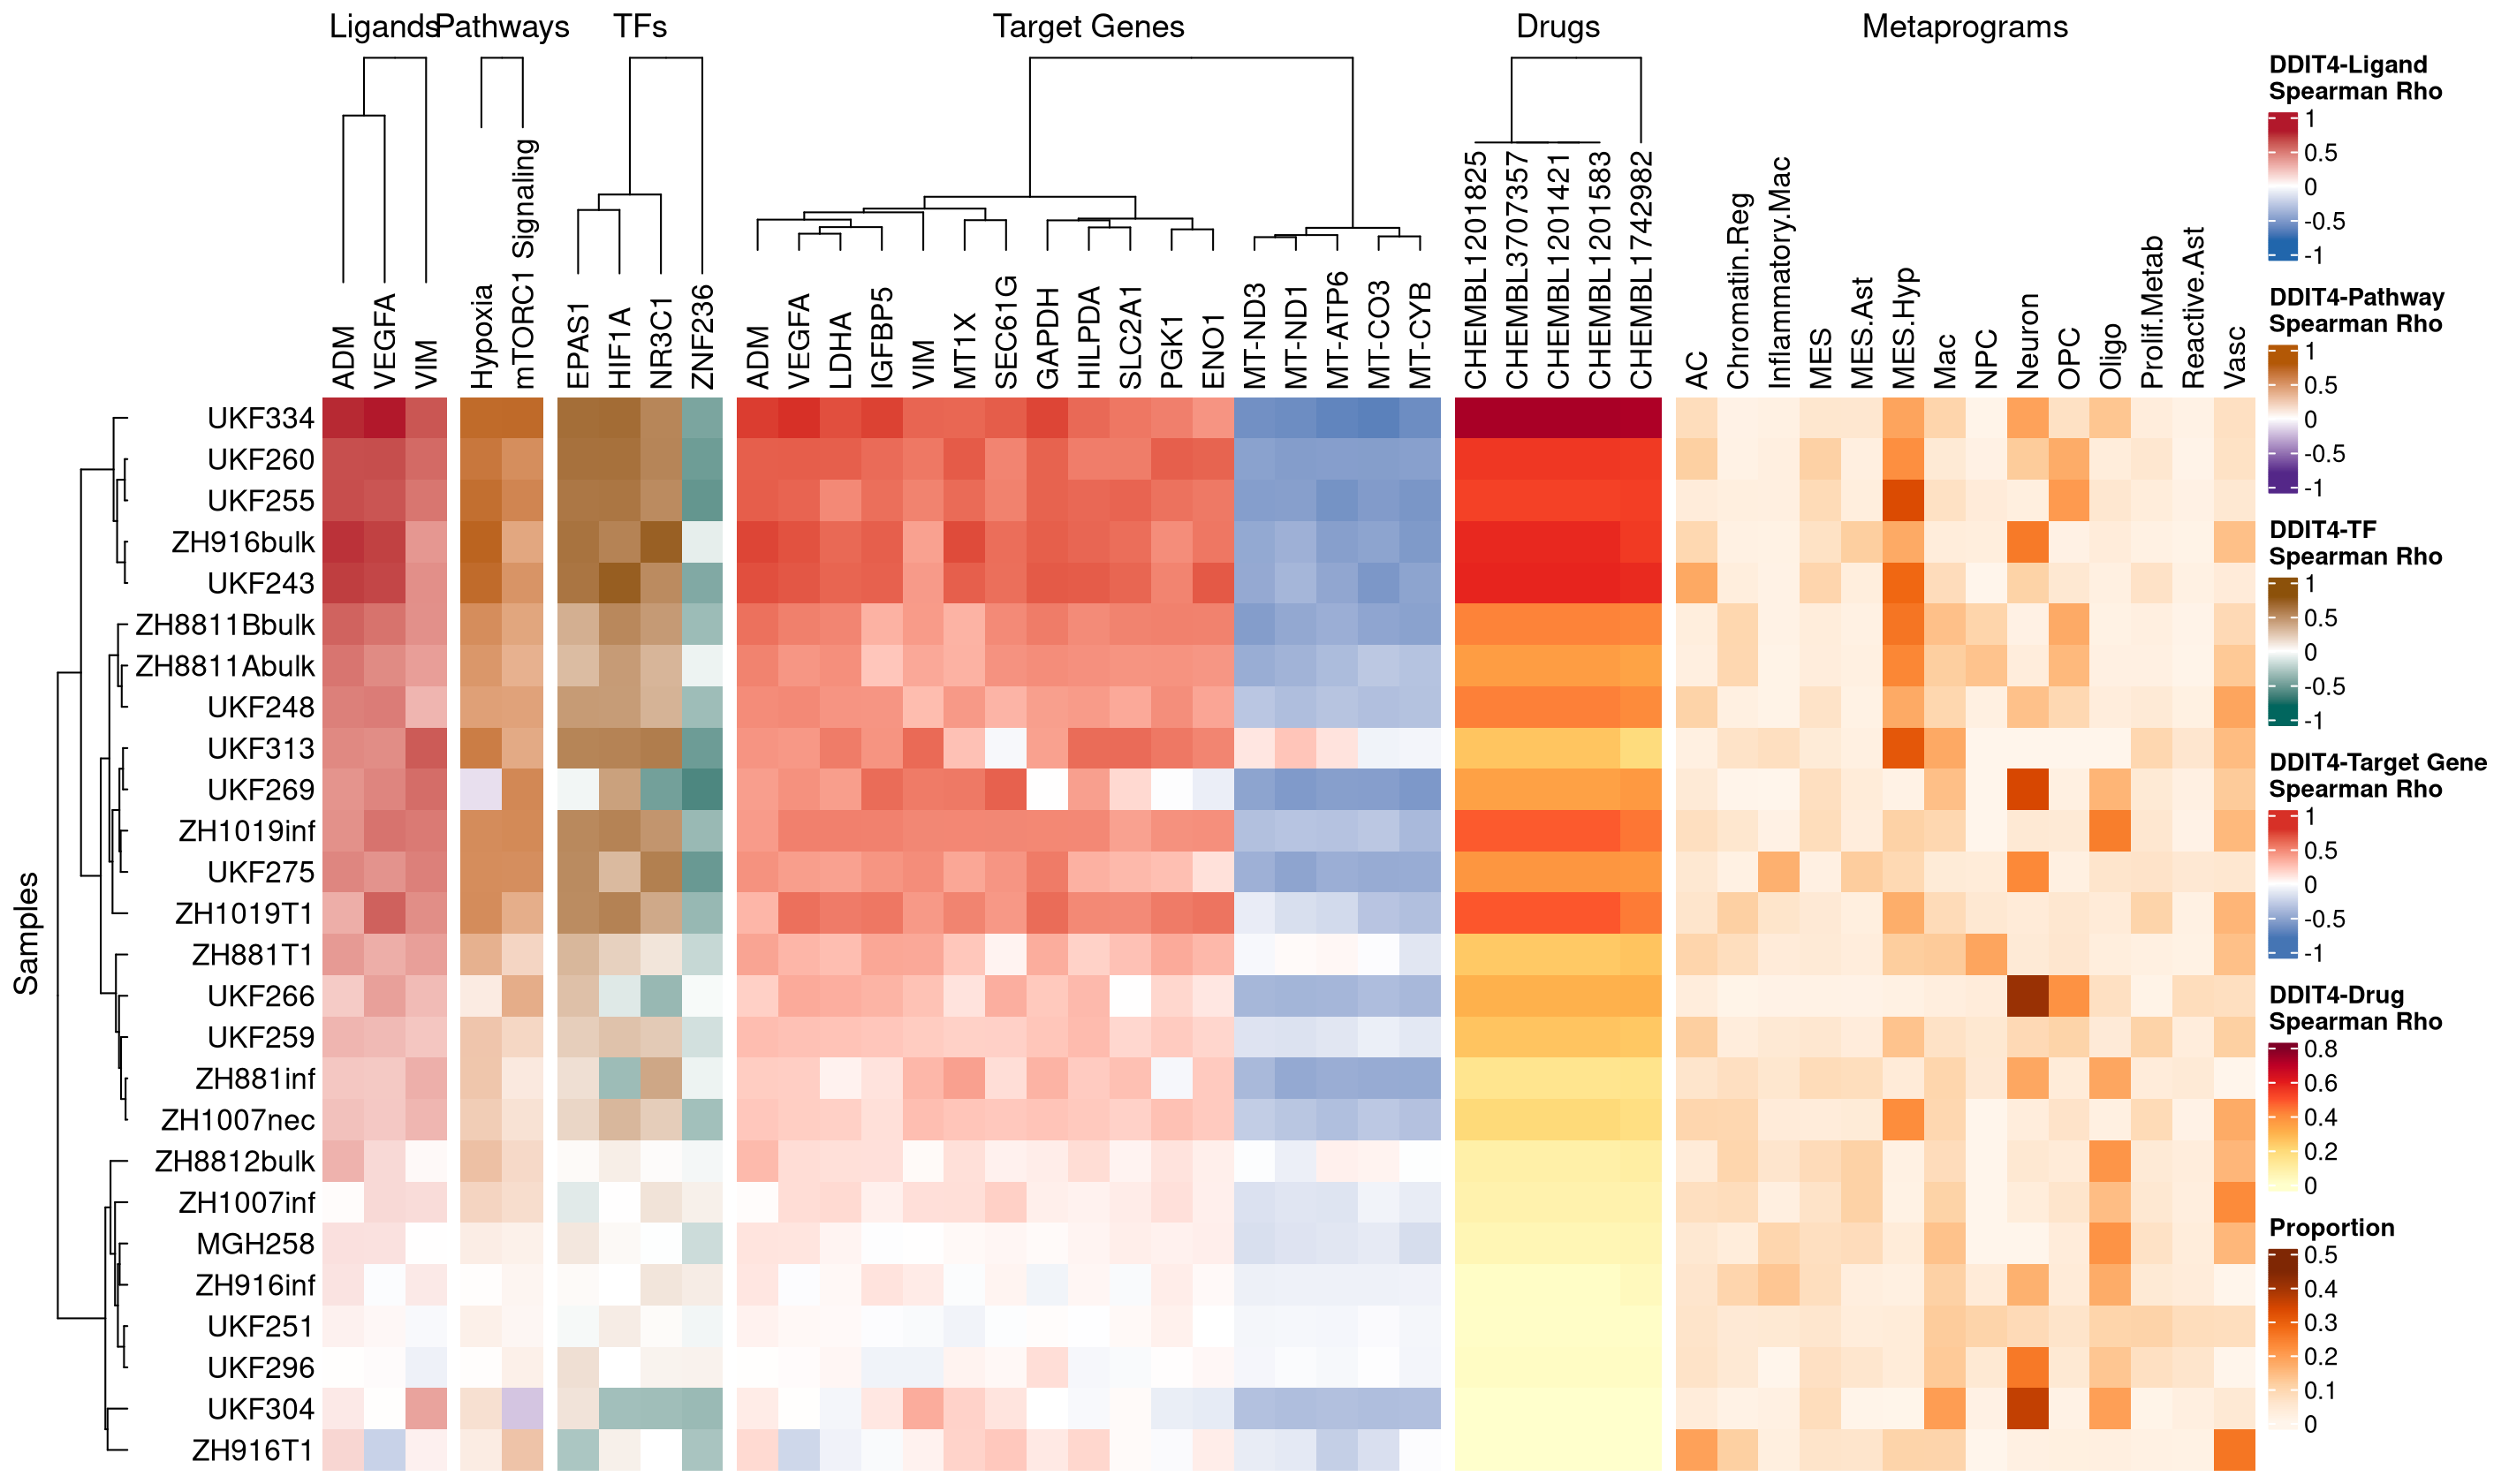 Ligands Pathways TFs Target Genes Drugs Metaprograms
ADM
VEGFA
VIM
Hypoxia
mTORC1 Signaling
EPAS1
HIF1A
NR3C1
ZNF236
ADM
VEGFA
LDHA
IGFBP5
VIM
MT1X
SEC61G
GAPDH
HILPDA
SLC2A1
PGK1
ENO1
MT-ND3
MT-ND1
MT-ATP6
MT-CO3
MT-CYB
CHEMBL1201825
CHEMBL3707357
CHEMBL1201421
CHEMBL1201583
CHEMBL1742982
AC
Chromatin.Reg
Inflammatory.Mac
MES
MES.Ast
MES.Hyp
Mac
NPC
Neuron
OPC
Oligo
Prolif.Metab
Reactive.Ast
Vasc
Samples
UKF334
UKF260
UKF255
ZH916bulk
UKF243
ZH8811Bbulk
ZH8811Abulk
UKF248
UKF313
UKF269
ZH1019inf
UKF275
ZH1019T1
ZH881T1
UKF266
UKF259
ZH881inf
ZH1007nec
ZH8812bulk
ZH1007inf
MGH258
ZH916inf
UKF251
UKF296
UKF304
ZH916T1
DDIT4-Ligand
Spearman Rho
1
0.5
0
-0.5
-1
DDIT4-Pathway
Spearman Rho
1
0.5
0
-0.5
-1
DDIT4-TF
Spearman Rho
1
0.5
0
-0.5
-1
DDIT4-Target Gene
Spearman Rho
1
0.5
0
-0.5
-1
DDIT4-Drug
Spearman Rho
0.8
0.6
0.4
0.2
0
Proportion
0.5
0.4
0.3
0.2
0.1
0